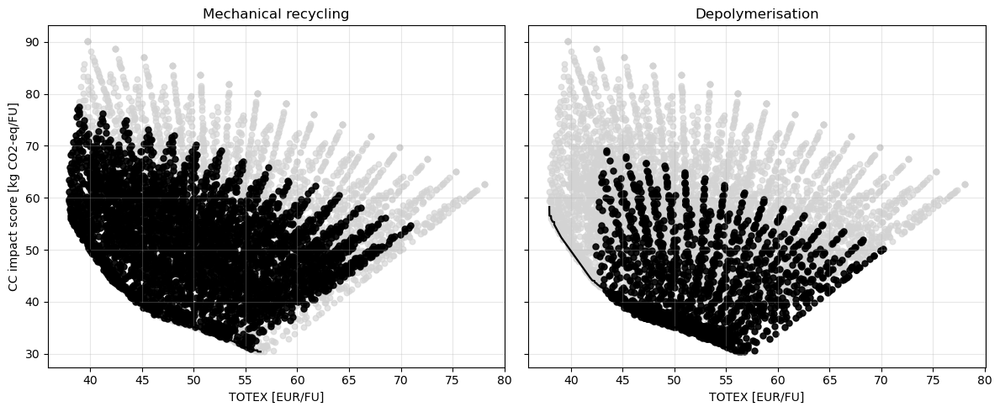 Mechanical recycling
Depolymerisation
CC impact score [kg CO2-eq/FU]
90
80
70
60
50
40
30
40 45 50 55 60 65 70 75 80
40 45 50 55 60 65 70 75 80
TOTEX [EUR/FU]
TOTEX [EUR/FU]